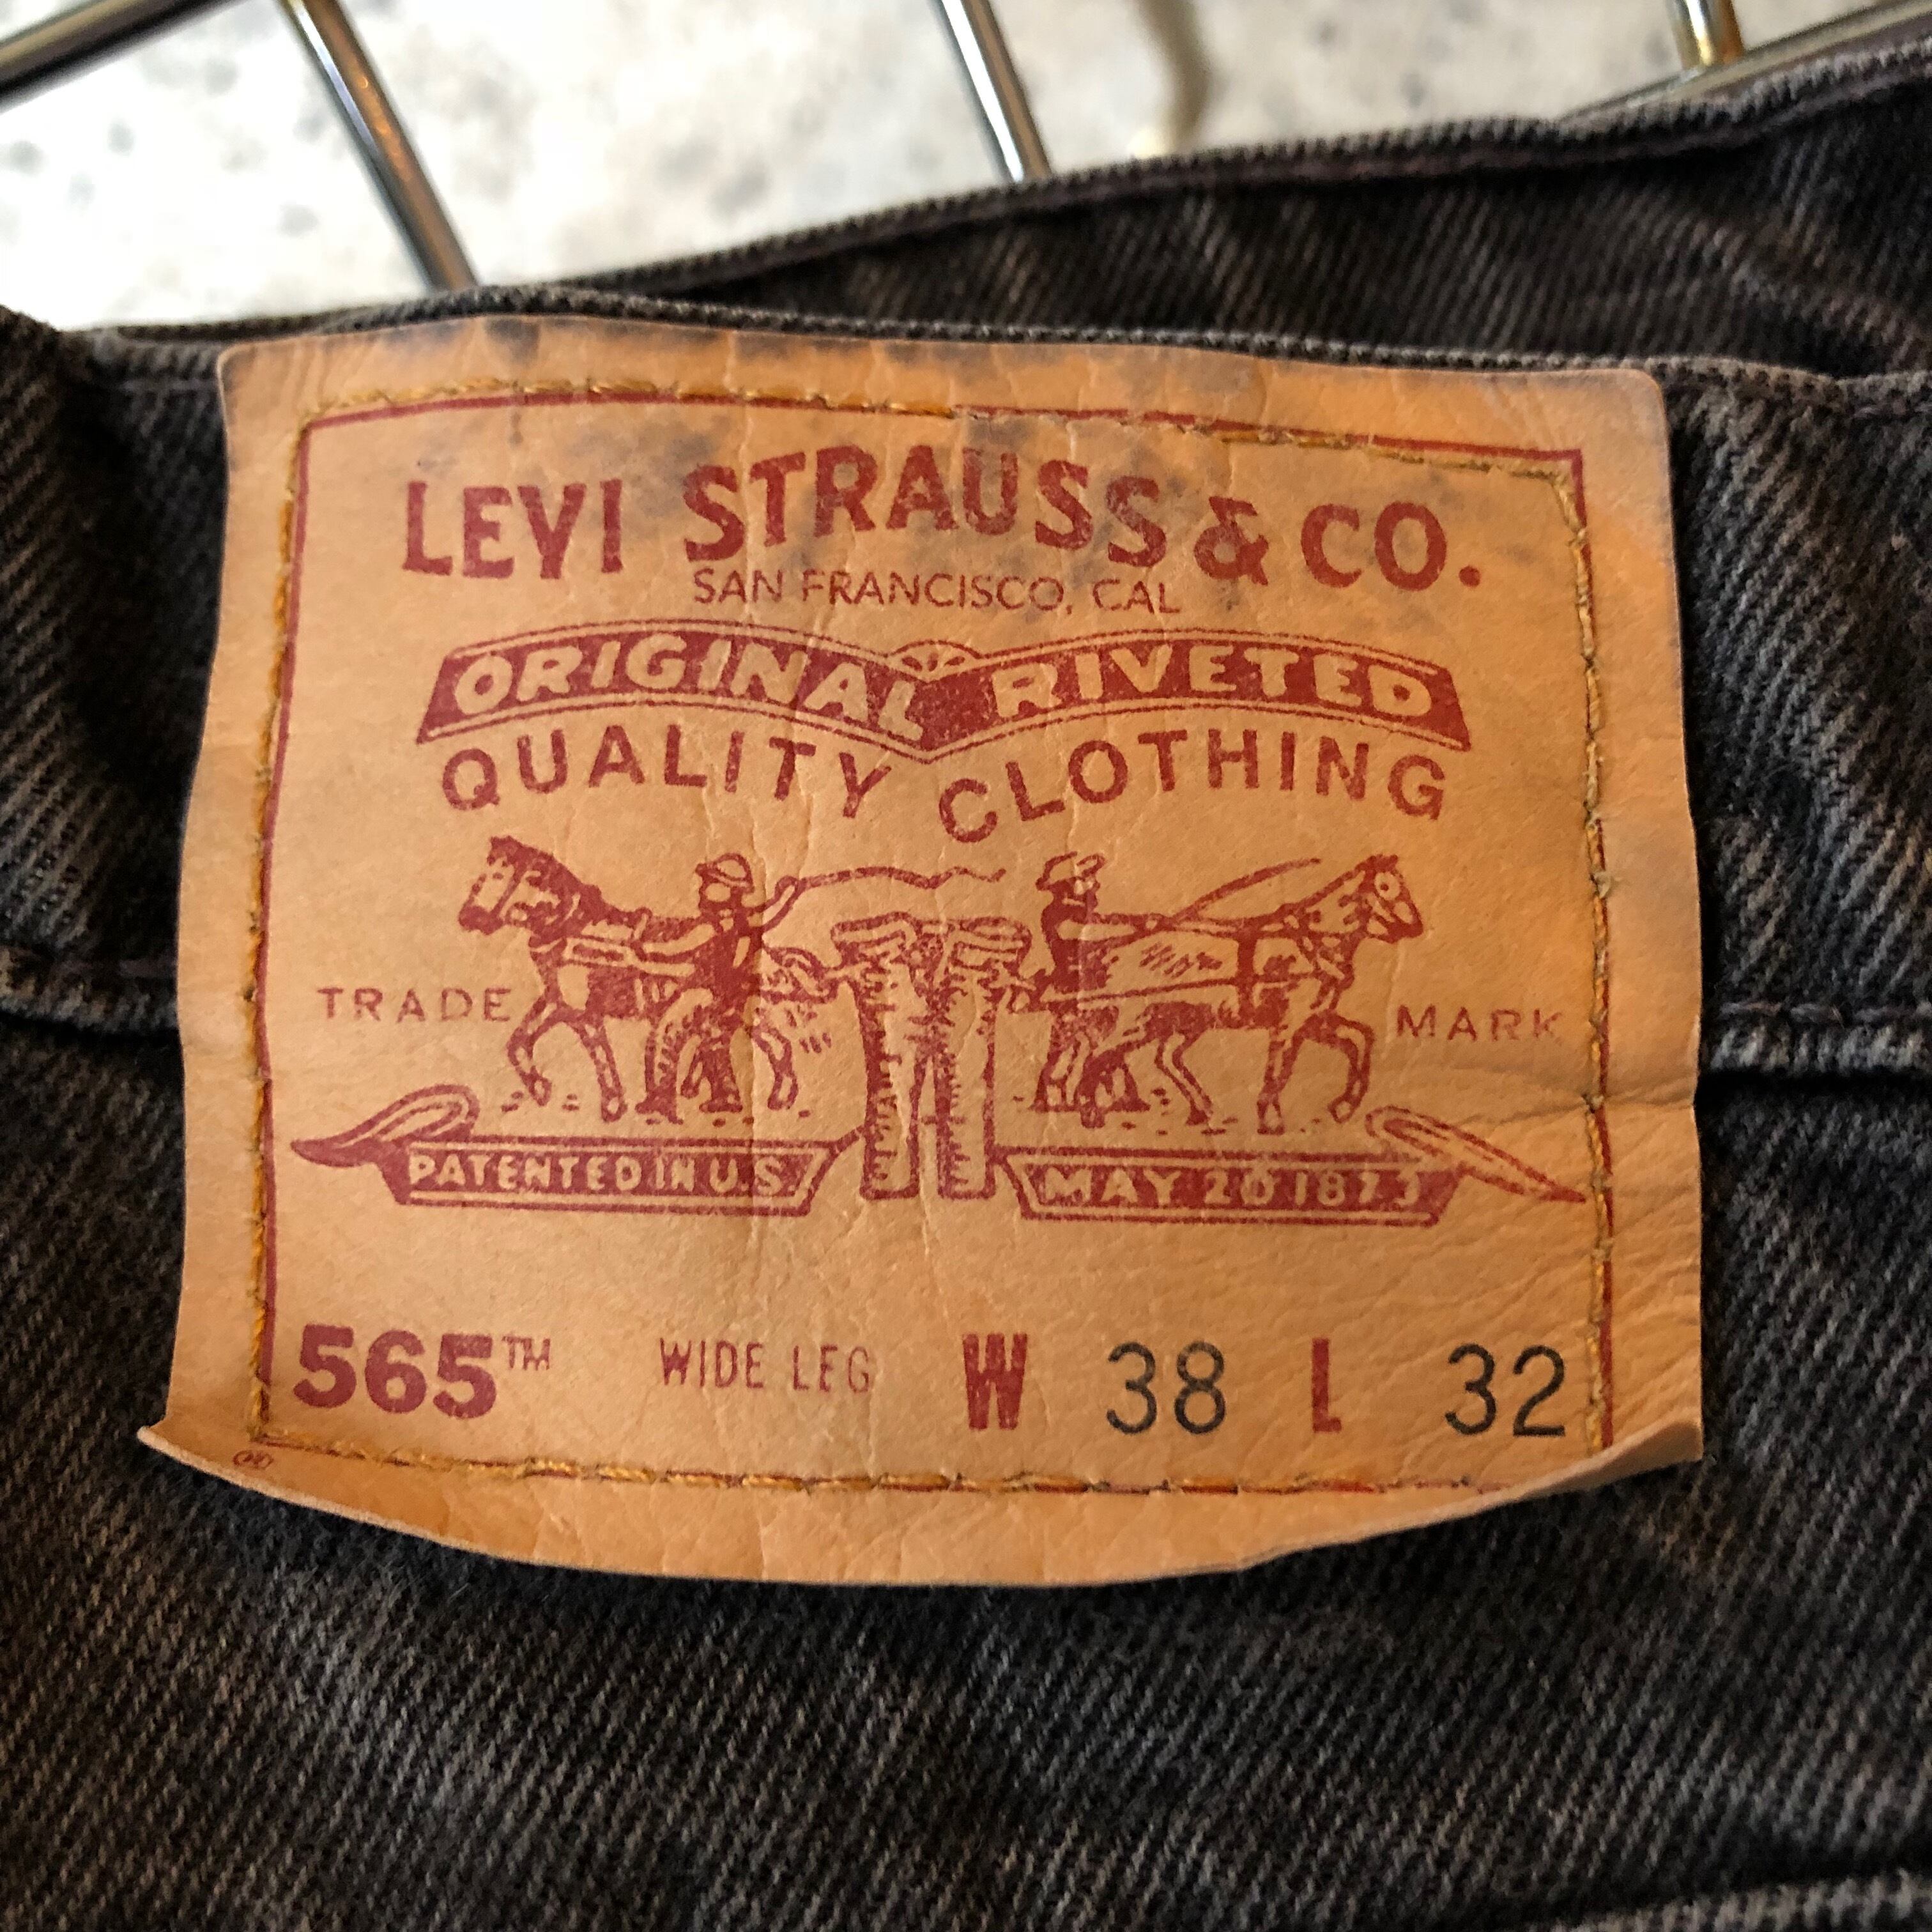 LEVI STRAUSS & CO.
SAN FRANCISCO, CAL
ORIGINAL RIVETED
QUALITY CLOTHING
TRADE MARK
PATENTED IN U.S. MAY 20 1873
565™ WIDE LEG W 38 L 32